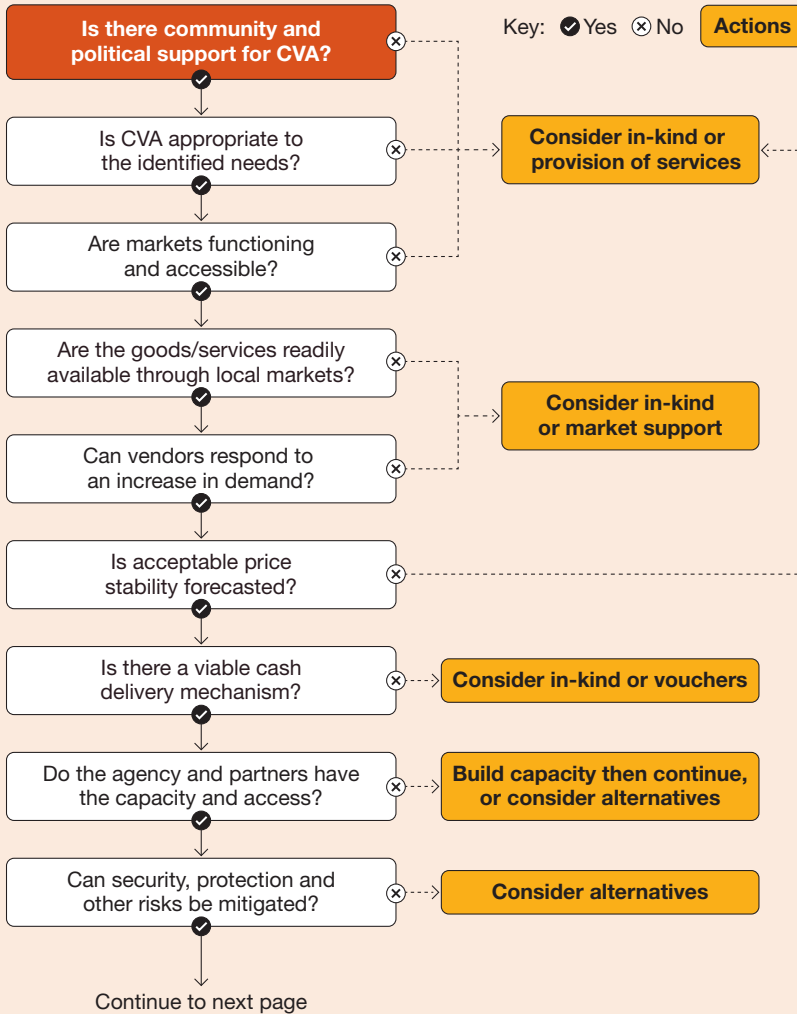 Is there community and
political support for CVA?
Key: Yes No Actions
Is CVA appropriate to
the identified needs?
Consider in-kind or
provision of services
Are markets functioning
and accessible?
Are the goods/services readily
available through local markets?
Consider in-kind
or market support
Can vendors respond to
an increase in demand?
Is acceptable price
stability forecasted?
Is there a viable cash
delivery mechanism?
Consider in-kind or vouchers
Do the agency and partners have
the capacity and access?
Build capacity then continue,
or consider alternatives
Can security, protection and
other risks be mitigated?
Consider alternatives
Continue to next page